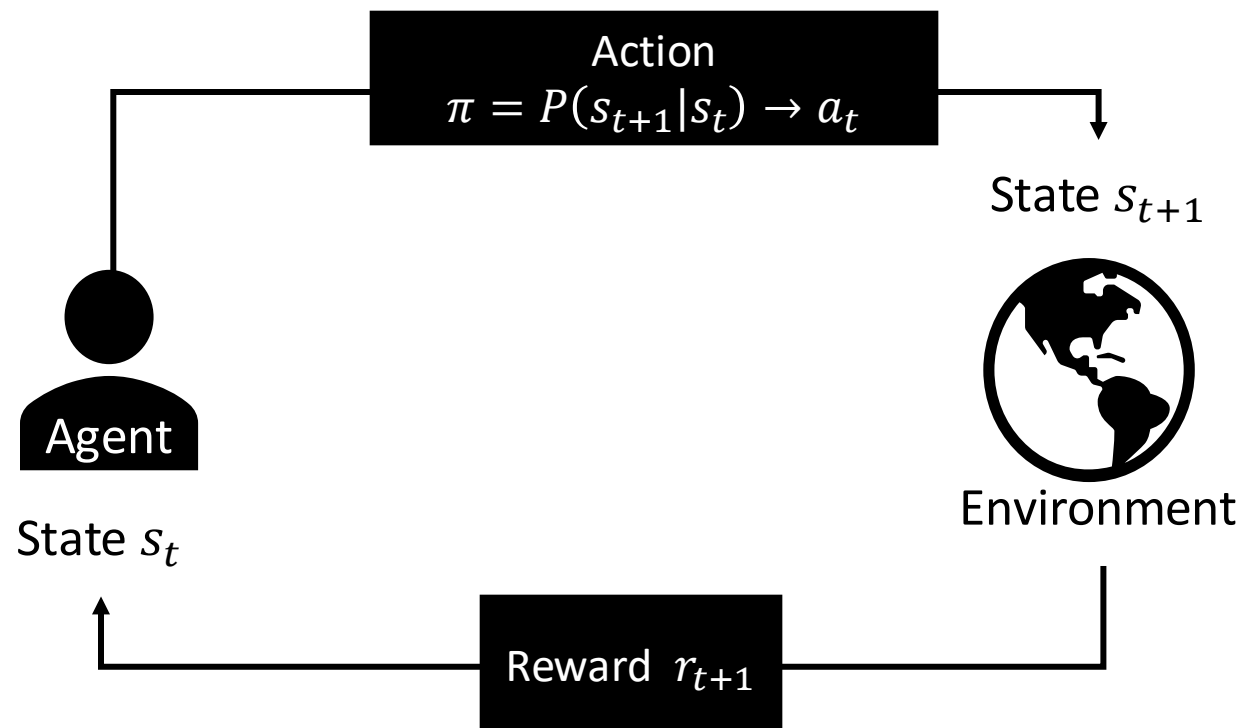 Action
π = P(s_{t+1}|s_t) → a_t
State s_{t+1}
Agent
Environment
State s_t
Reward r_{t+1}